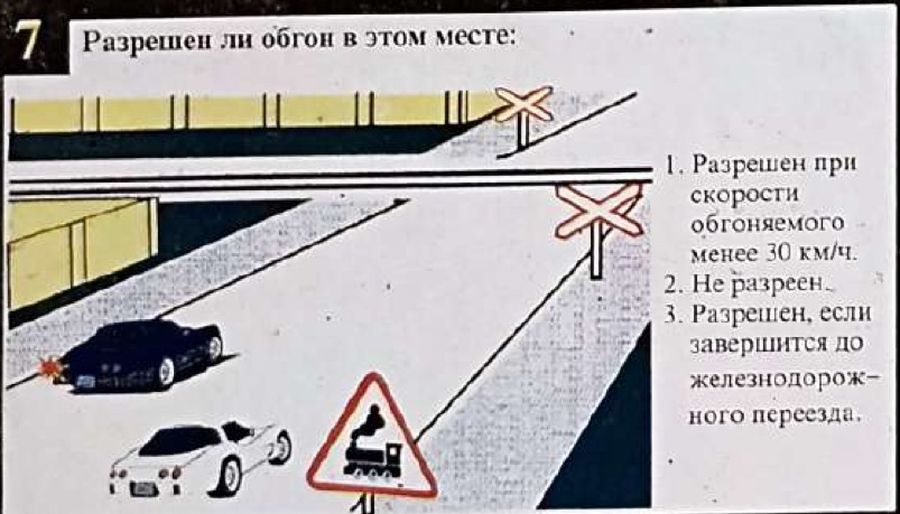 7
Разрешен ли обгон в этом месте:
1. Разрешен при
скорости
обгоняемого
менее 30 км/ч.
2. Не разреен.
3. Разрешен, если
завершится до
железнодорож-
ного переезда.